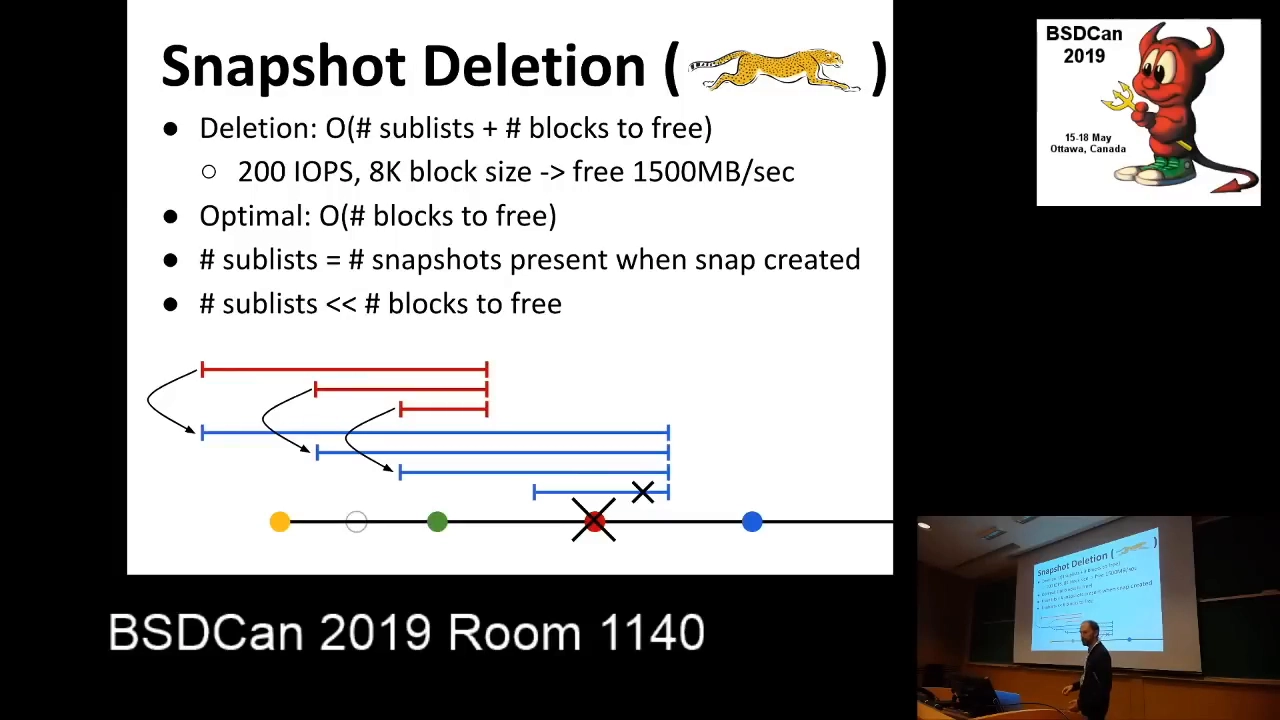 Snapshot Deletion ( )
● Deletion: O(# sublists + # blocks to free)
○ 200 IOPS, 8K block size -> free 1500MB/sec
● Optimal: O(# blocks to free)
● # sublists = # snapshots present when snap created
● # sublists << # blocks to free
BSDCan
2019
15-18 May
Ottawa, Canada
BSDCan 2019 Room 1140
Snapshot Deletion ( )